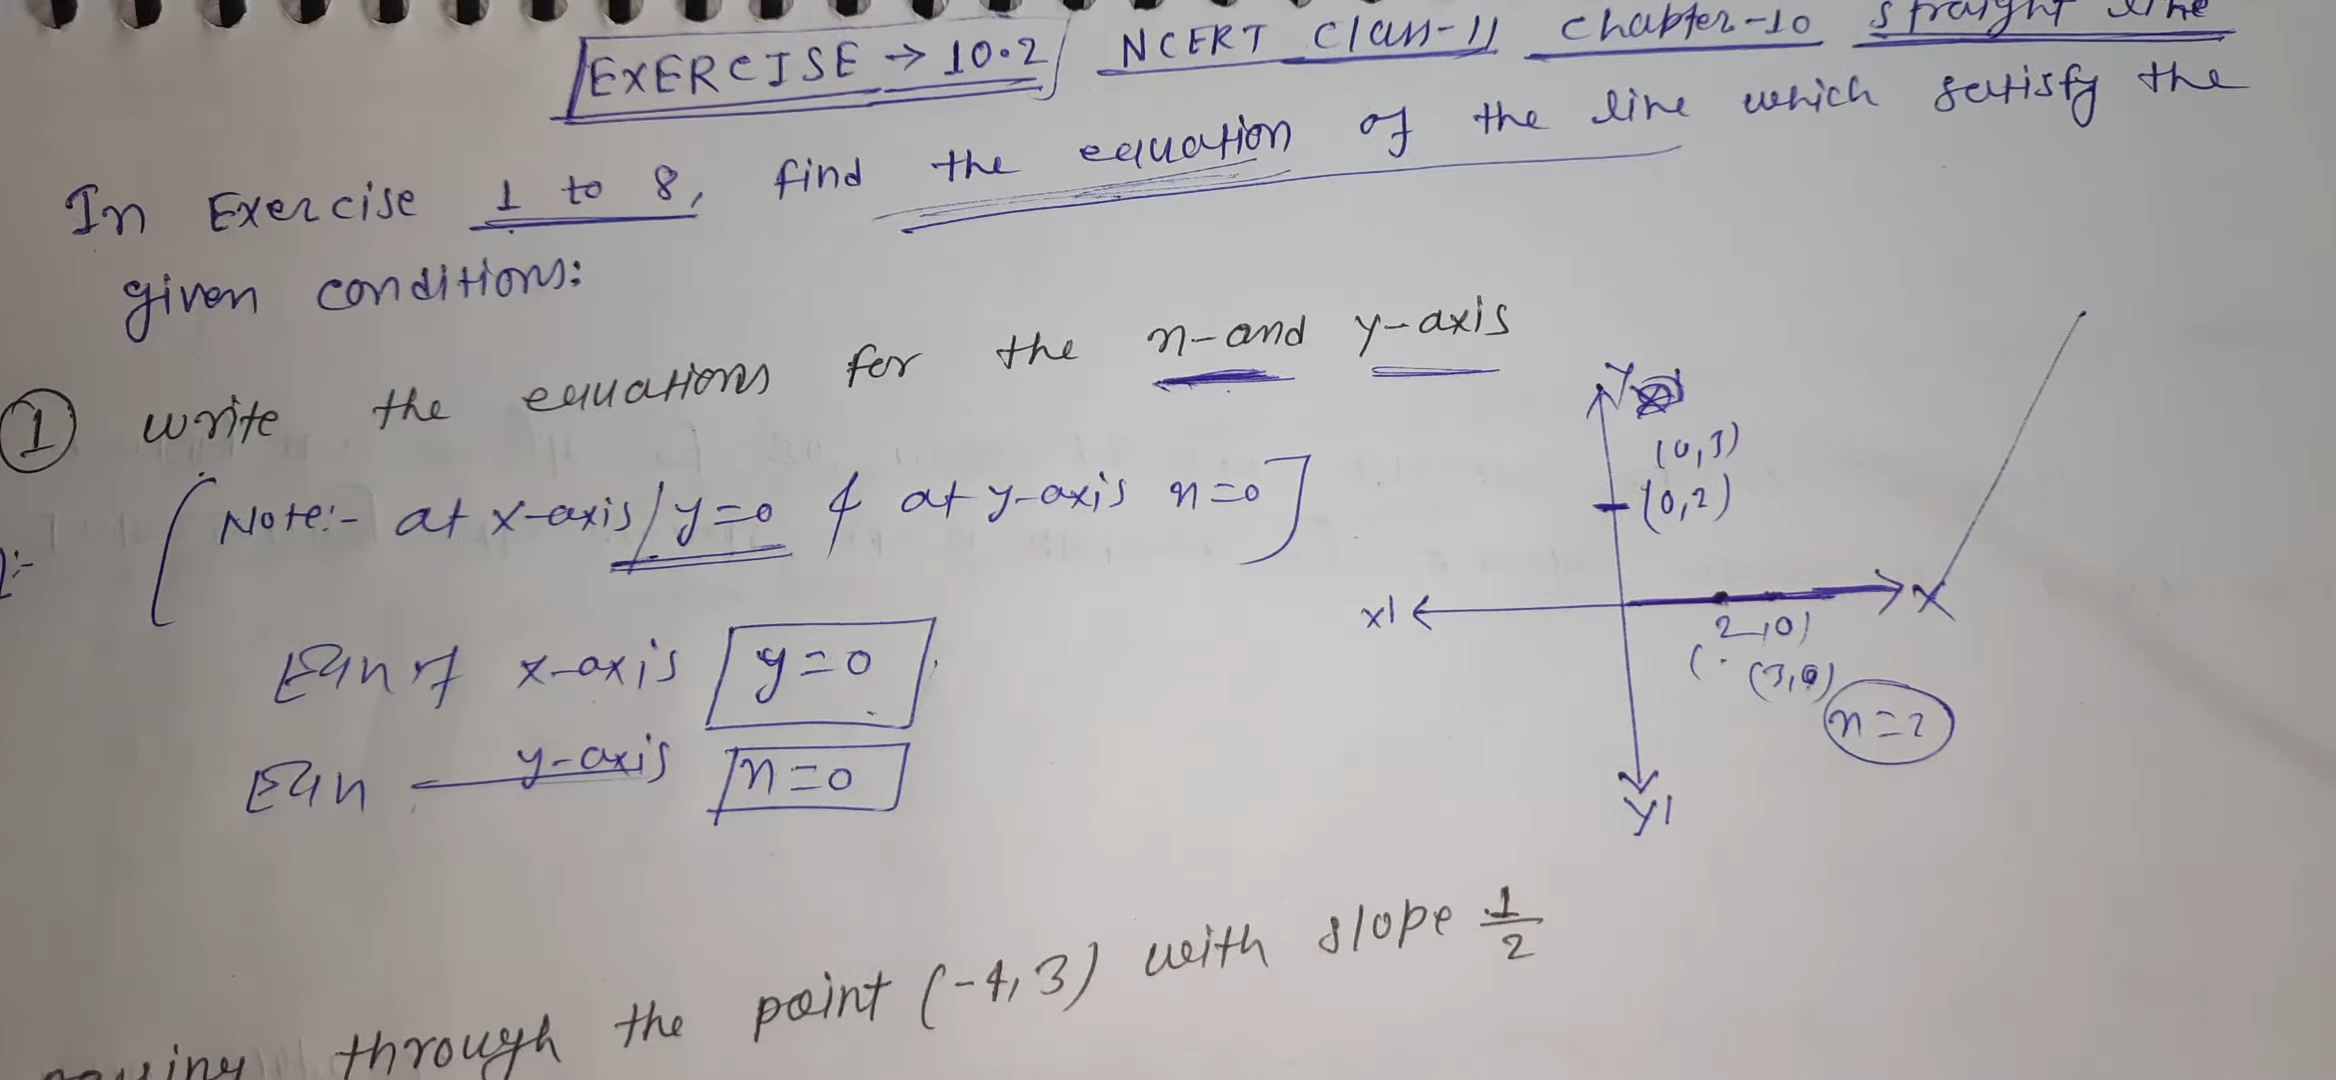 EXERCISE → 10.2 NCERT Class-11 Chapter-10 Straight line
In Exercise 1 to 8, find the equation of the line which satisfy the
given conditions:
① write the equations for the x-and y-axis
[Note:- at x-axis/y=0 & at y-axis x=0]
Eqn of x-axis y=0
Eqn — y-axis x=0
Y
(0,3)
(0,2)
X' X
(2,0)
(3,0)
x=2
Y'
through the point (-4,3) with slope 1/2